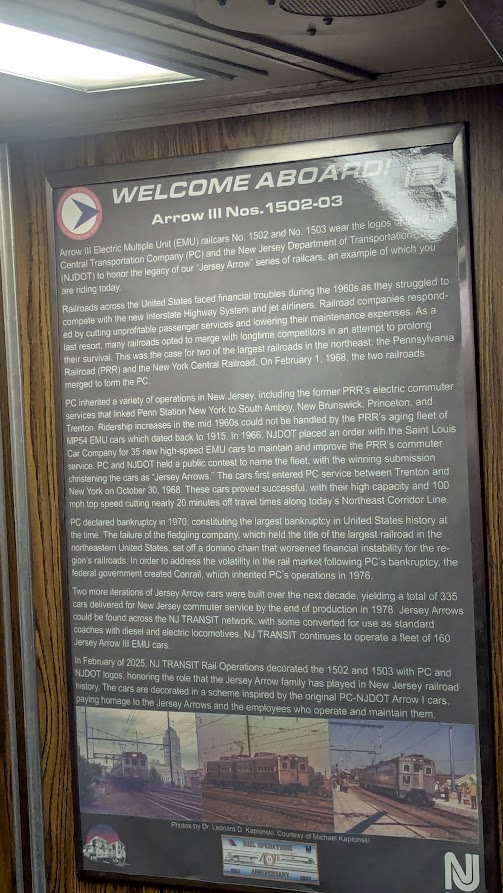 WELCOME ABOARD!
Arrow III Nos.1502-03
Arrow III Electric Multiple Unit (EMU) railcars No. 1502 and No. 1503 wear the logos of the Penn
Central Transportation Company (PC) and the New Jersey Department of Transportation
(NJDOT) to honor the legacy of our "Jersey Arrow" series of railcars, an example of which you
are riding today.
Railroads across the United States faced financial troubles during the 1960s as they struggled to
compete with the new Interstate Highway System and jet airliners. Railroad companies respond-
ed by cutting unprofitable passenger services and lowering their maintenance expenses. As a
last resort, many railroads opted to merge with longtime competitors in an attempt to prolong
their survival. This was the case for two of the largest railroads in the northeast: the Pennsylvania
Railroad (PRR) and the New York Central Railroad. On February 1, 1968, the two railroads
merged to form the PC.
PC inherited a variety of operations in New Jersey, including the former PRR's electric commuter
services that linked Penn Station New York to South Amboy, New Brunswick, Princeton, and
Trenton. Ridership increases in the mid 1960s could not be handled by the PRR's aging fleet of
MP54 EMU cars which dated back to 1915. In 1966, NJDOT placed an order with the Saint Louis
Car Company for 35 new high-speed EMU cars to maintain and improve the PRR's commuter
service. PC and NJDOT held a public contest to name the fleet, with the winning submission
christening the cars as "Jersey Arrows." The cars first entered PC service between Trenton and
New York on October 30, 1968. These cars proved successful, with their high capacity and 100
mph top speed cutting nearly 20 minutes off travel times along today's Northeast Corridor Line.
PC declared bankruptcy in 1970, constituting the largest bankruptcy in United States history at
the time. The failure of the fledgling company, which held the title of the largest railroad in the
northeastern United States, set off a domino chain that worsened financial instability for the re-
gion's railroads. In order to address the volatility in the rail market following PC's bankruptcy, the
federal government created Conrail, which inherited PC's operations in 1976.
Two more iterations of Jersey Arrow cars were built over the next decade, yielding a total of 335
cars delivered for New Jersey commuter service by the end of production in 1978. Jersey Arrows
could be found across the NJ TRANSIT network, with some converted for use as standard
coaches with diesel and electric locomotives. NJ TRANSIT continues to operate a fleet of 160
Jersey Arrow III EMU cars.
In February of 2025, NJ TRANSIT Rail Operations decorated the 1502 and 1503 with PC and
NJDOT logos, honoring the role that the Jersey Arrow family has played in New Jersey railroad
history. The cars are decorated in a scheme inspired by the original PC-NJDOT Arrow I cars,
paying homage to the Jersey Arrows and the employees who operate and maintain them.
Photos by Dr. Leonard D. Kaplonski. Courtesy of Michael Kaplonski
RAIL OPERATIONS
ANNIVERSARY